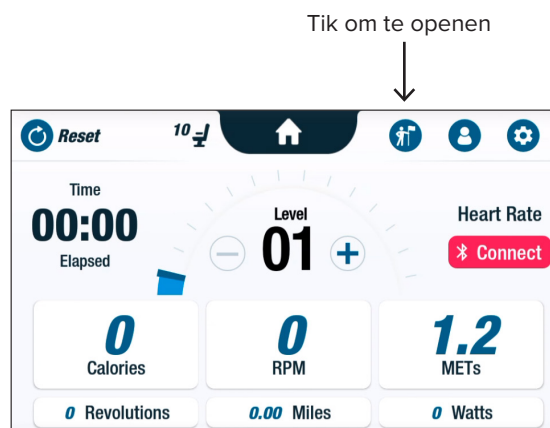 Tik om te openen
Reset
10
Time
00:00
Elapsed
Level
01
Heart Rate
Connect
0
Calories
0
RPM
1.2
METs
0 Revolutions
0.00 Miles
0 Watts